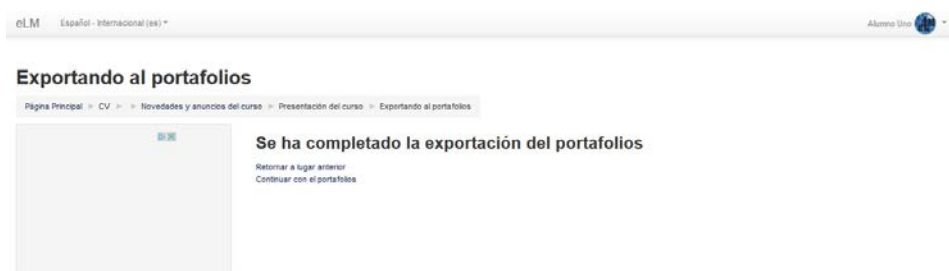 eLM Español - Internacional (es)
Alumno Uno
Exportando al portafolios
Página Principal CV Novedades y anuncios del curso Presentación del curso Exportando al portafolios
Se ha completado la exportación del portafolios
Retornar a lugar anterior
Continuar con el portafolios